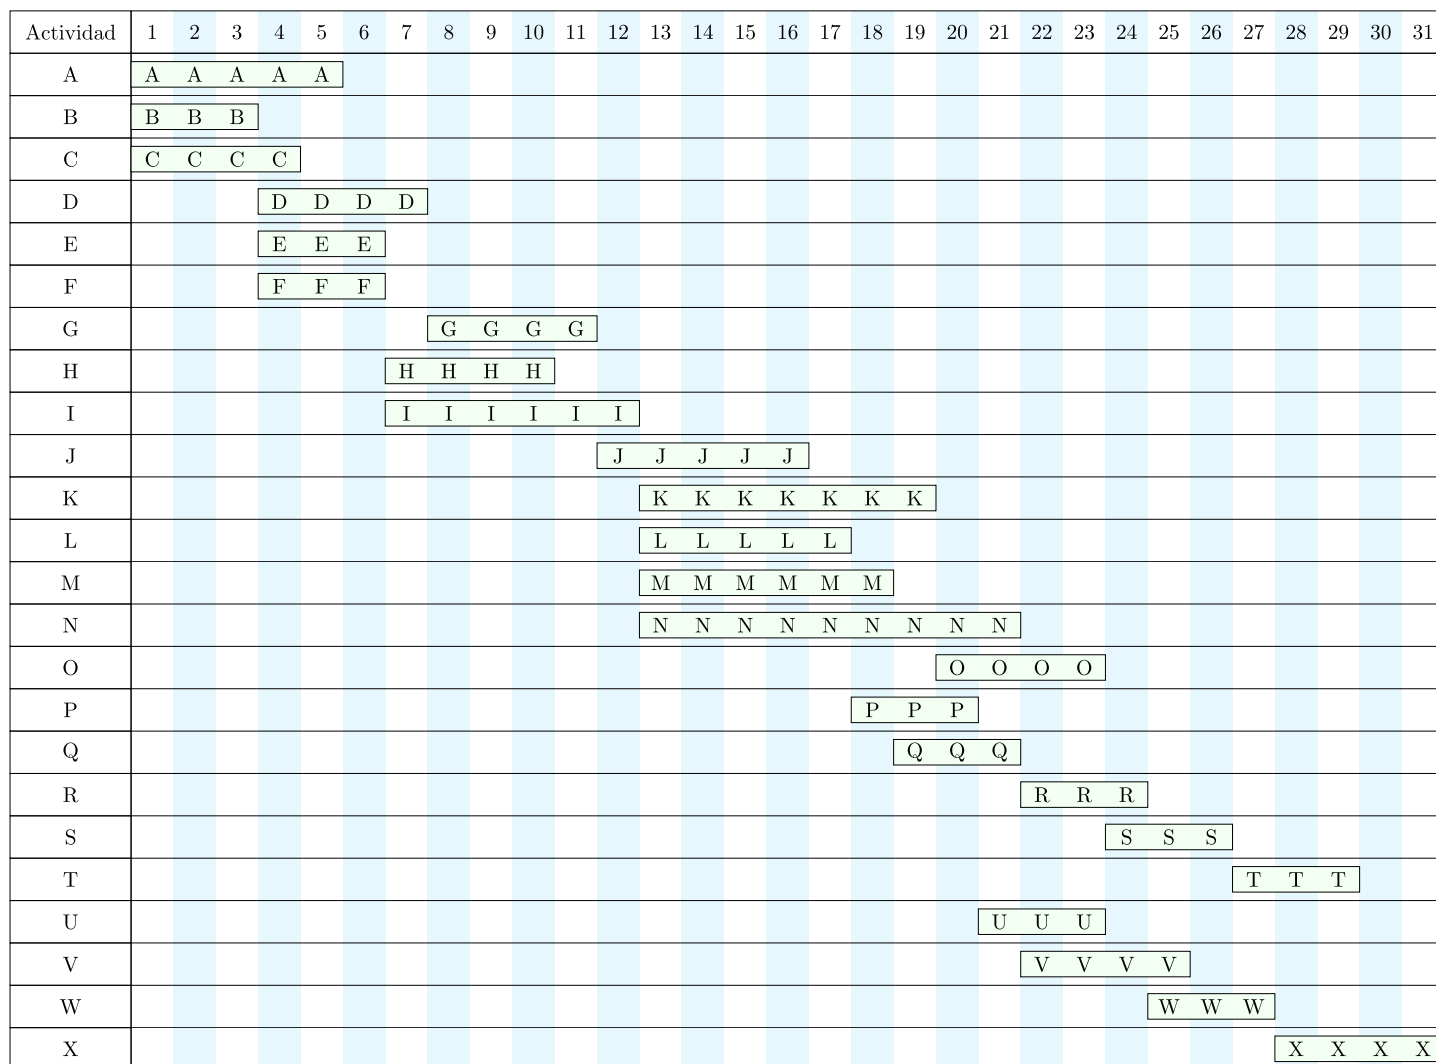 Actividad 1 2 3 4 5 6 7 8 9 10 11 12 13 14 15 16 17 18 19 20 21 22 23 24 25 26 27 28 29 30 31
A A A A A A
B B B B
C C C C C
D D D D D
E E E E
F F F F
G G G G G
H H H H H
I I I I I I I
J J J J J J
K K K K K K K K
L L L L L L
M M M M M M M
N N N N N N N N N N
O O O O O
P P P P
Q Q Q Q
R R R R
S S S S
T T T T
U U U U
V V V V V
W W W W
X X X X X